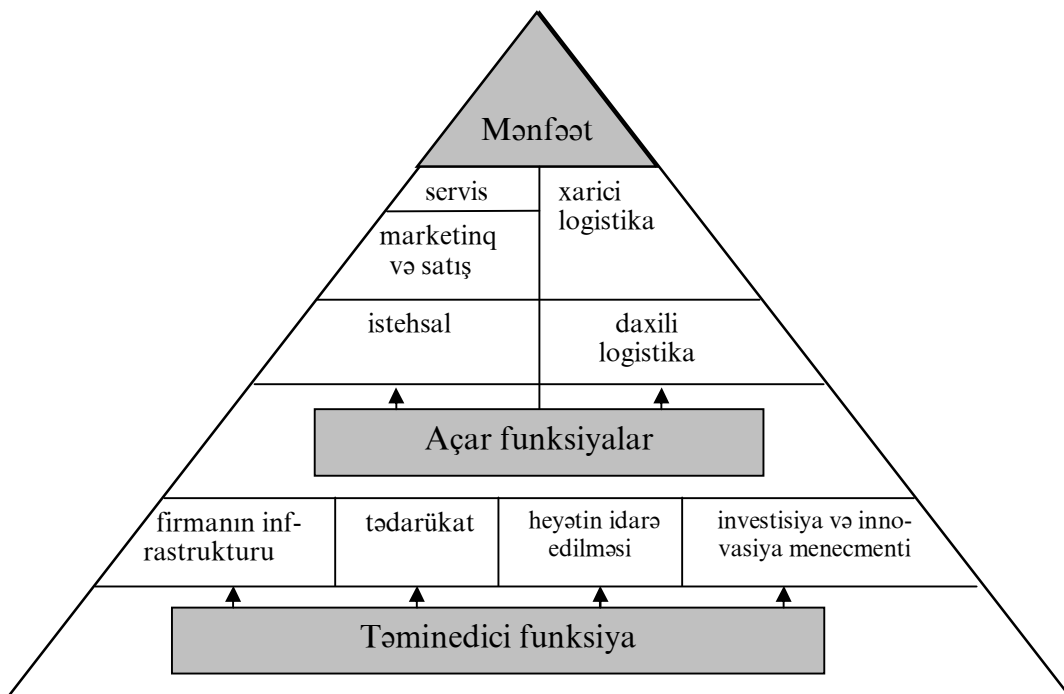 Mənfəət
servis
xarici
logistika
marketinq
və satış
istehsal
daxili
logistika
Açar funksiyalar
firmanın inf-
rastrukturu
tədarükat
heyətin idarə
edilməsi
investisiya və inno-
vasiya menecmenti
Təminedici funksiya